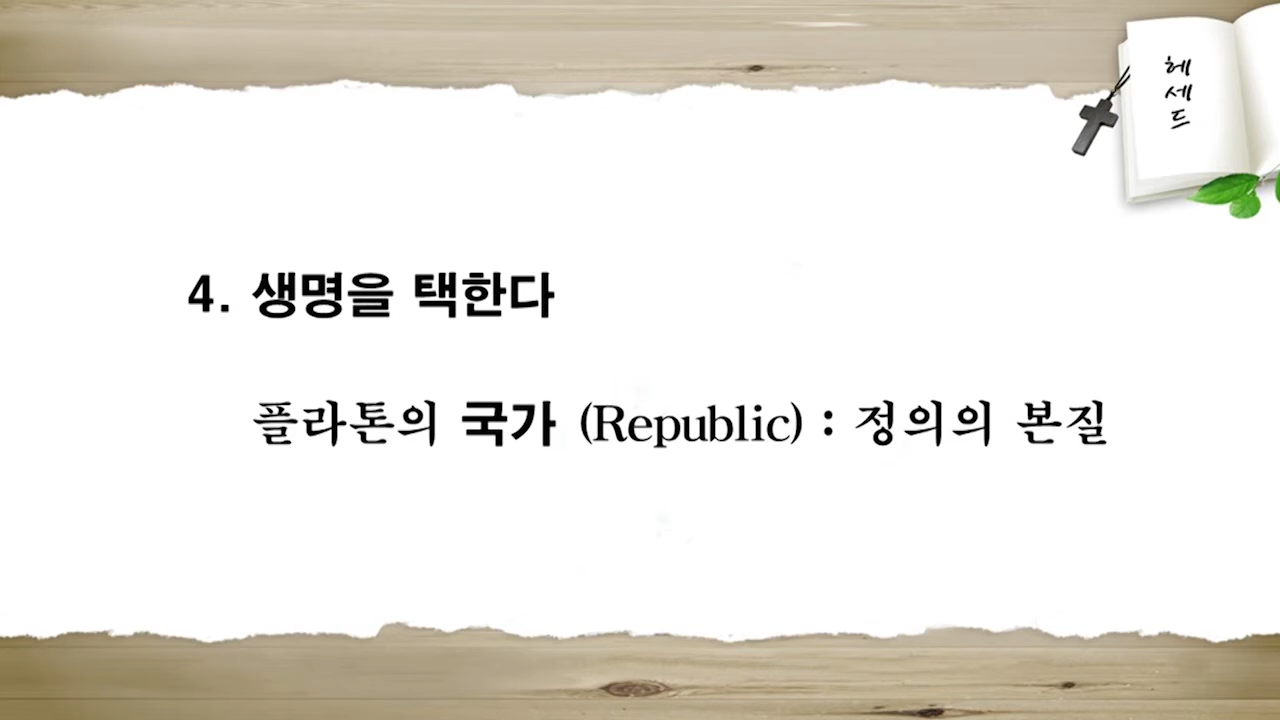 헤세드
4. 생명을 택한다
플라톤의 국가 (Republic) : 정의의 본질